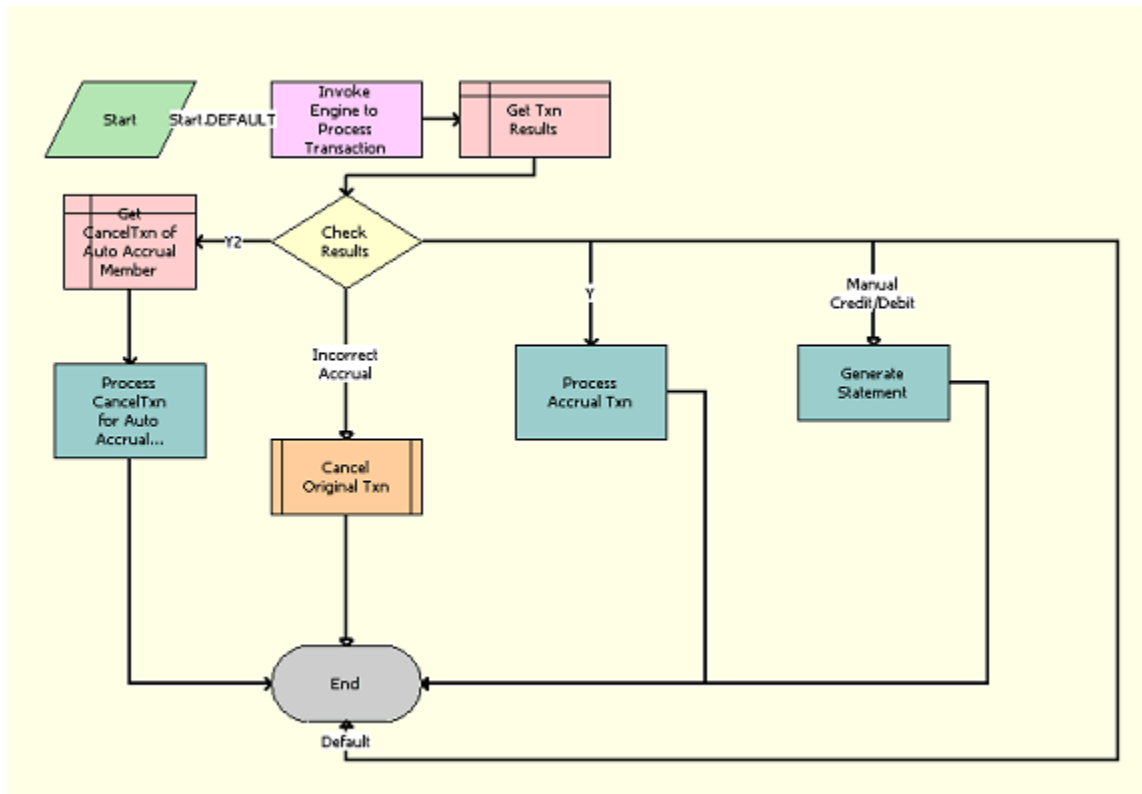 Start
Start.DEFAULT
Invoke
Engine to
Process
Transaction
Get Txn
Results
Get
CancelTxn of
Auto Accrual
Member
Y2
Check
Results
Y
Manual
Credit/Debit
Incorrect
Accrual
Process
CancelTxn
for Auto
Accrual...
Process
Accrual Txn
Generate
Statement
Cancel
Original Txn
End
Default